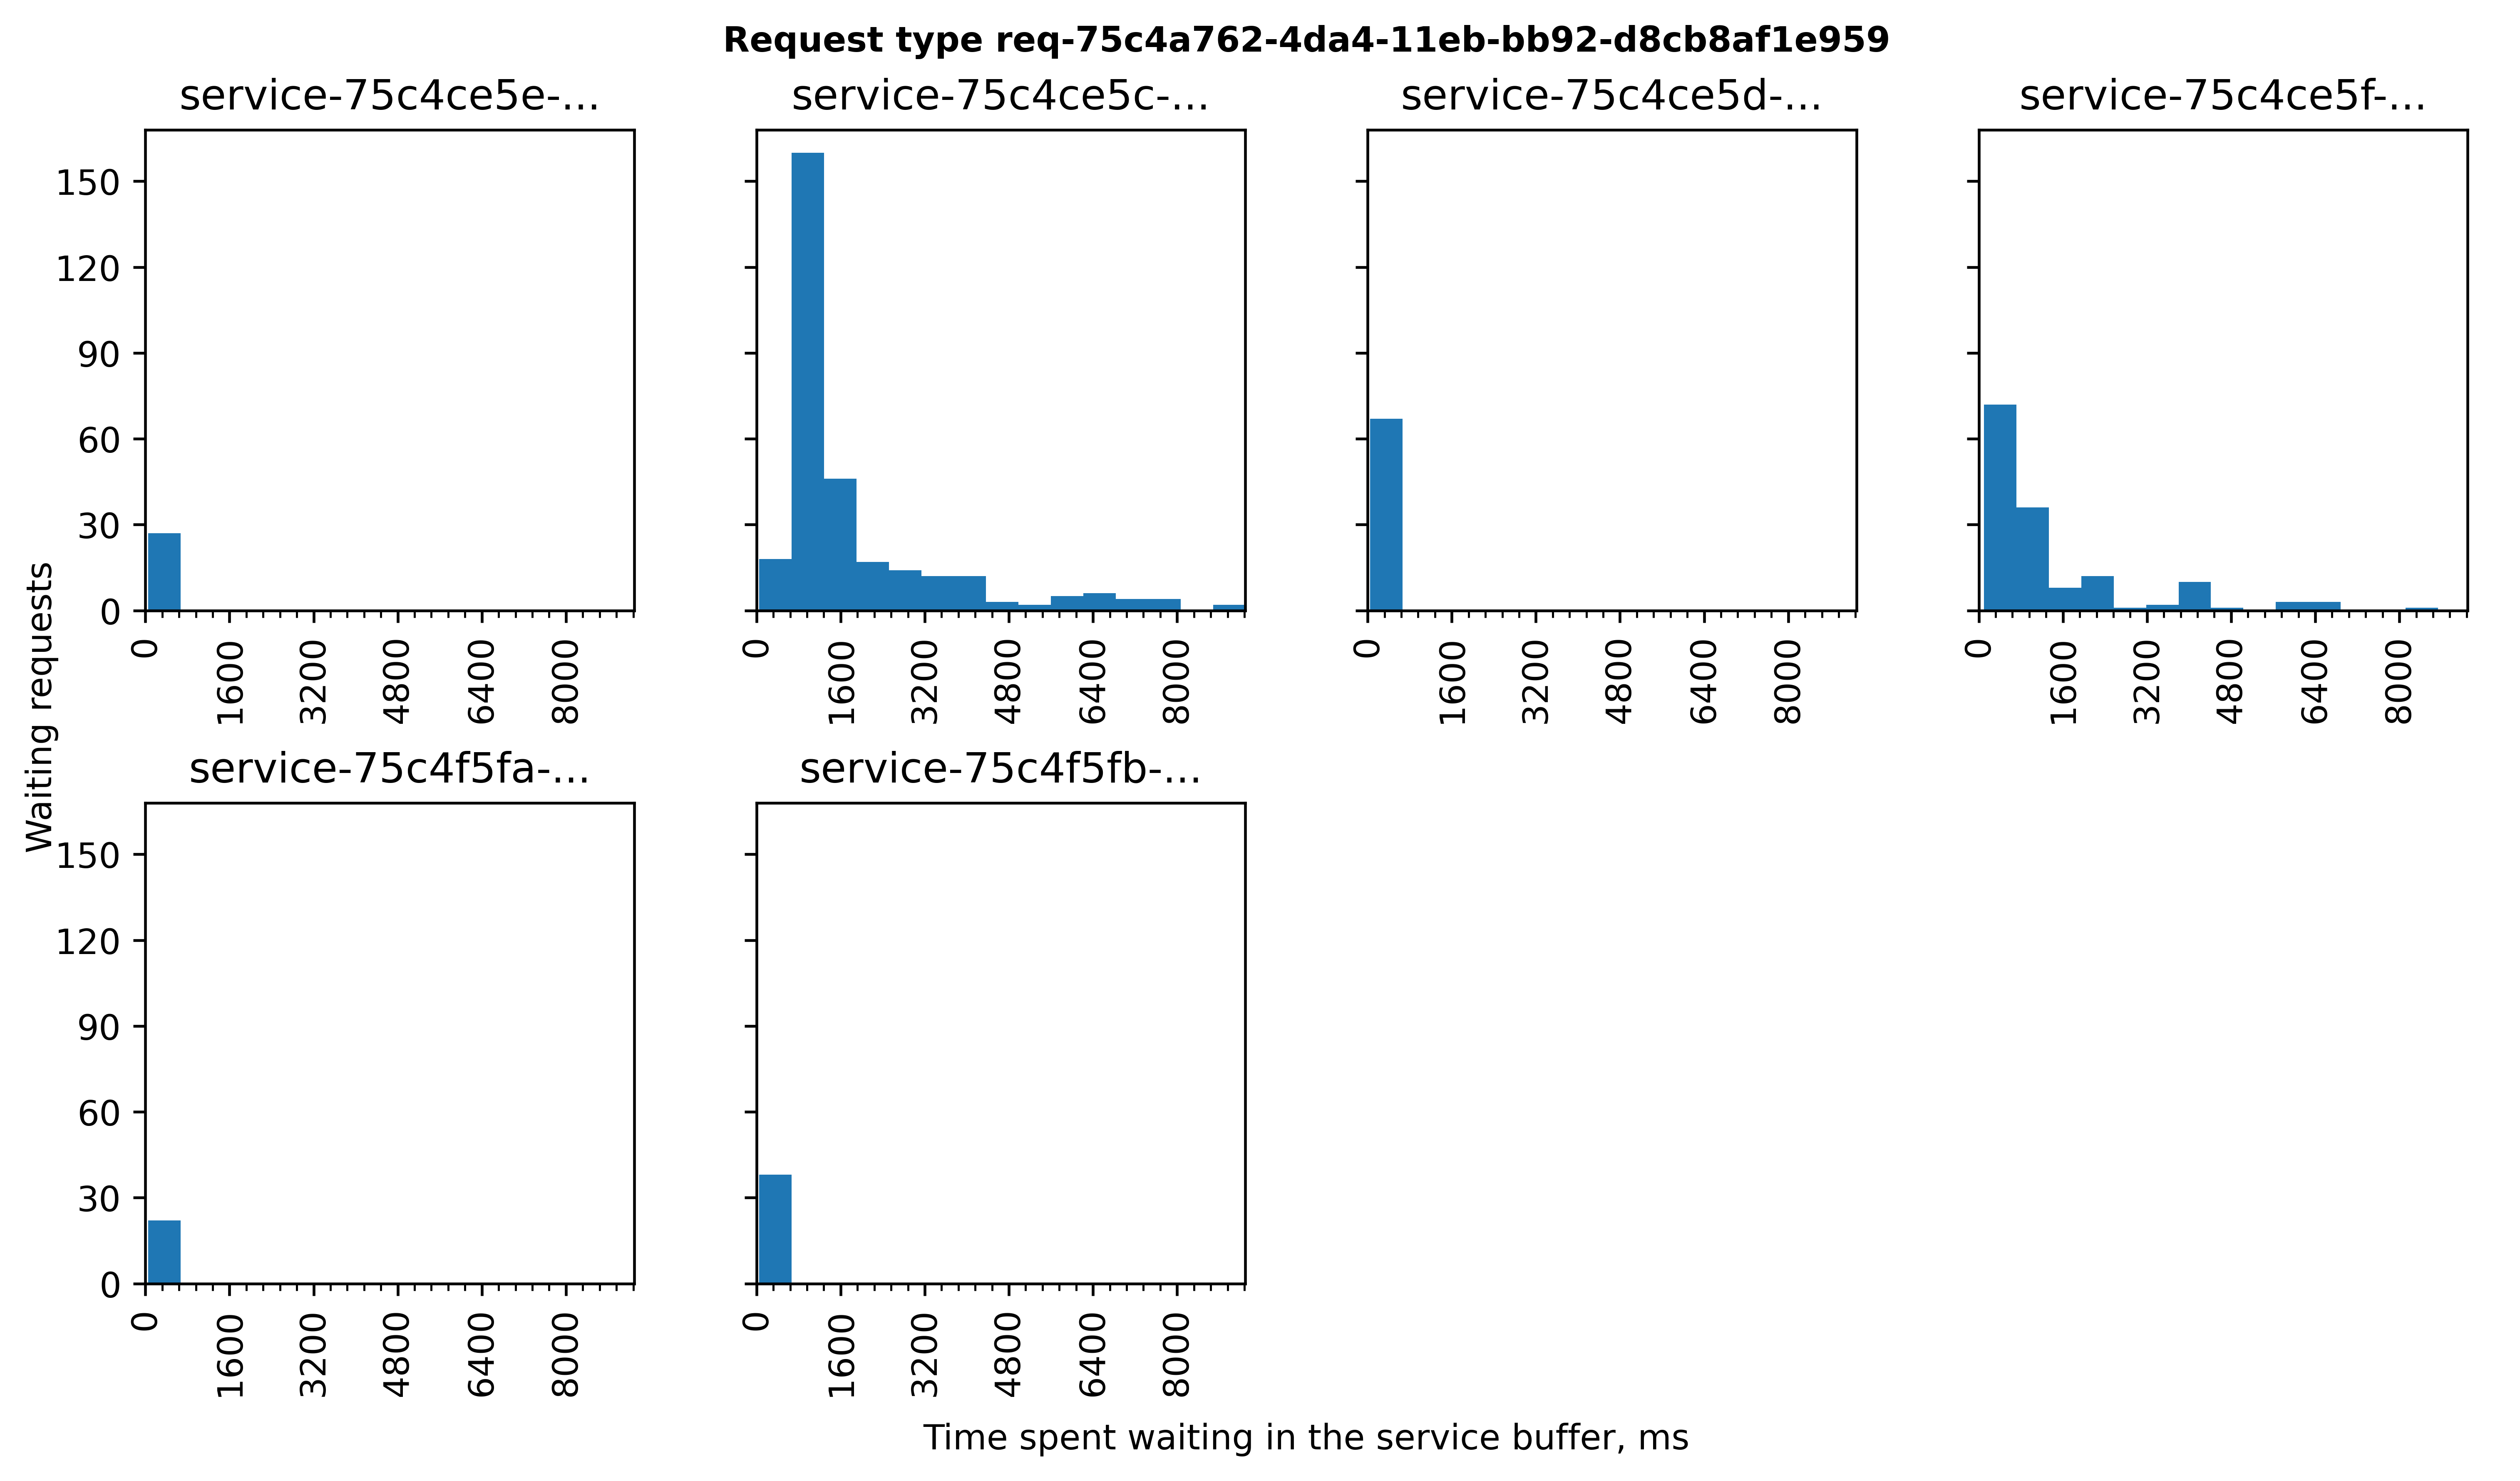 Request type req-75c4a762-4da4-11eb-bb92-d8cb8af1e959
service-75c4ce5e-...
service-75c4ce5c-...
service-75c4ce5d-...
service-75c4ce5f-...
150
120
90
60
30
0
0 1600 3200 4800 6400 8000
0 1600 3200 4800 6400 8000
0 1600 3200 4800 6400 8000
0 1600 3200 4800 6400 8000
Waiting requests
service-75c4f5fa-...
service-75c4f5fb-...
150
120
90
60
30
0
0 1600 3200 4800 6400 8000
0 1600 3200 4800 6400 8000
Time spent waiting in the service buffer, ms